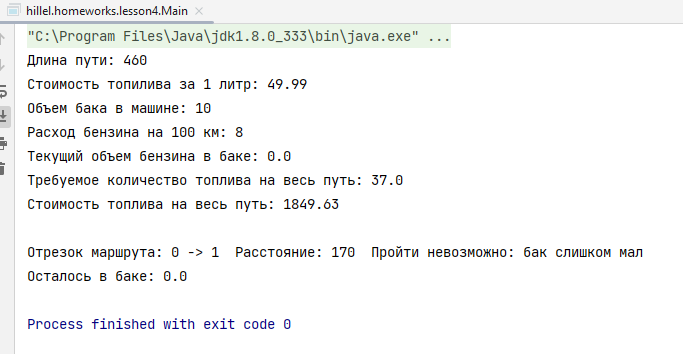 hillel.homeworks.lesson4.Main
"C:\Program Files\Java\jdk1.8.0_333\bin\java.exe" ...
Длина пути: 460
Стоимость топилива за 1 литр: 49.99
Объем бака в машине: 10
Расход бензина на 100 км: 8
Текущий объем бензина в баке: 0.0
Требуемое количество топлива на весь путь: 37.0
Стоимость топлива на весь путь: 1849.63
Отрезок маршрута: 0 -> 1  Расстояние: 170  Пройти невозможно: бак слишком мал
Осталось в баке: 0.0
Process finished with exit code 0